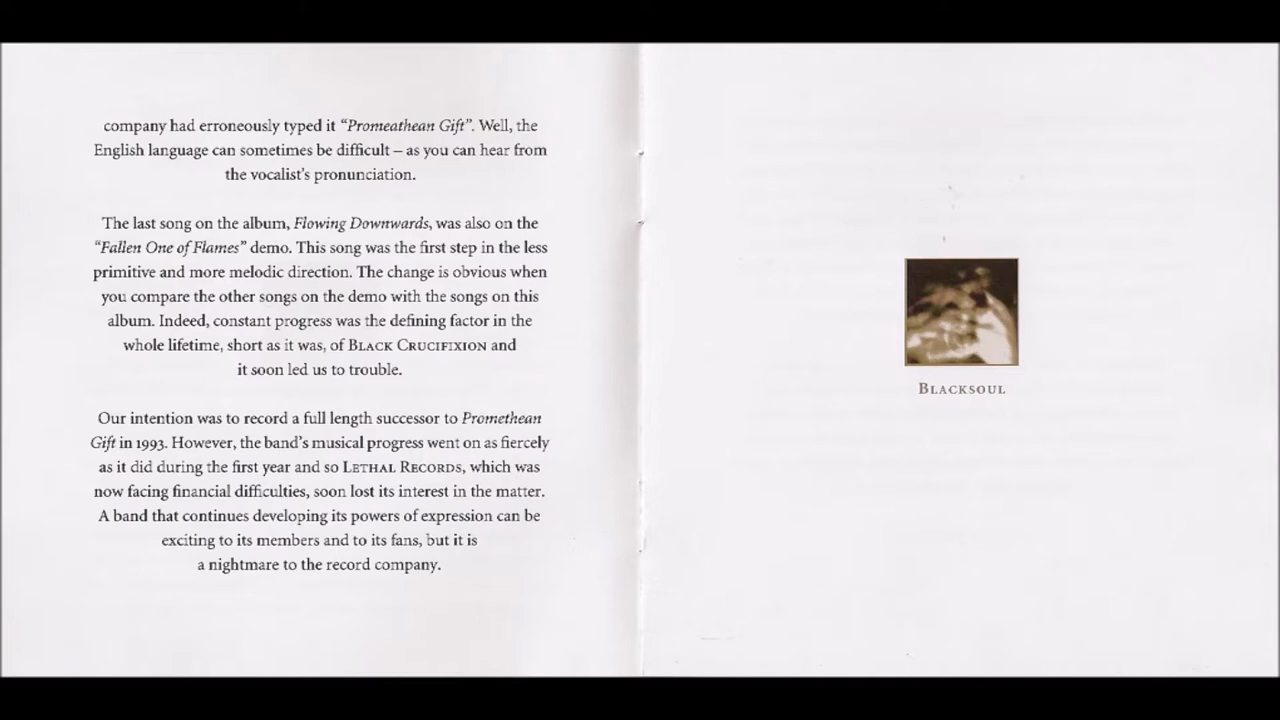 company had erroneously typed it “Promeathean Gift”. Well, the
English language can sometimes be difficult – as you can hear from
the vocalist’s pronunciation.
The last song on the album, Flowing Downwards, was also on the
“Fallen One of Flames” demo. This song was the first step in the less
primitive and more melodic direction. The change is obvious when
you compare the other songs on the demo with the songs on this
album. Indeed, constant progress was the defining factor in the
whole lifetime, short as it was, of BLACK CRUCIFIXION and
it soon led us to trouble.
Our intention was to record a full length successor to Promethean
Gift in 1993. However, the band’s musical progress went on as fiercely
as it did during the first year and so LETHAL RECORDS, which was
now facing financial difficulties, soon lost its interest in the matter.
A band that continues developing its powers of expression can be
exciting to its members and to its fans, but it is
a nightmare to the record company.
BLACKSOUL